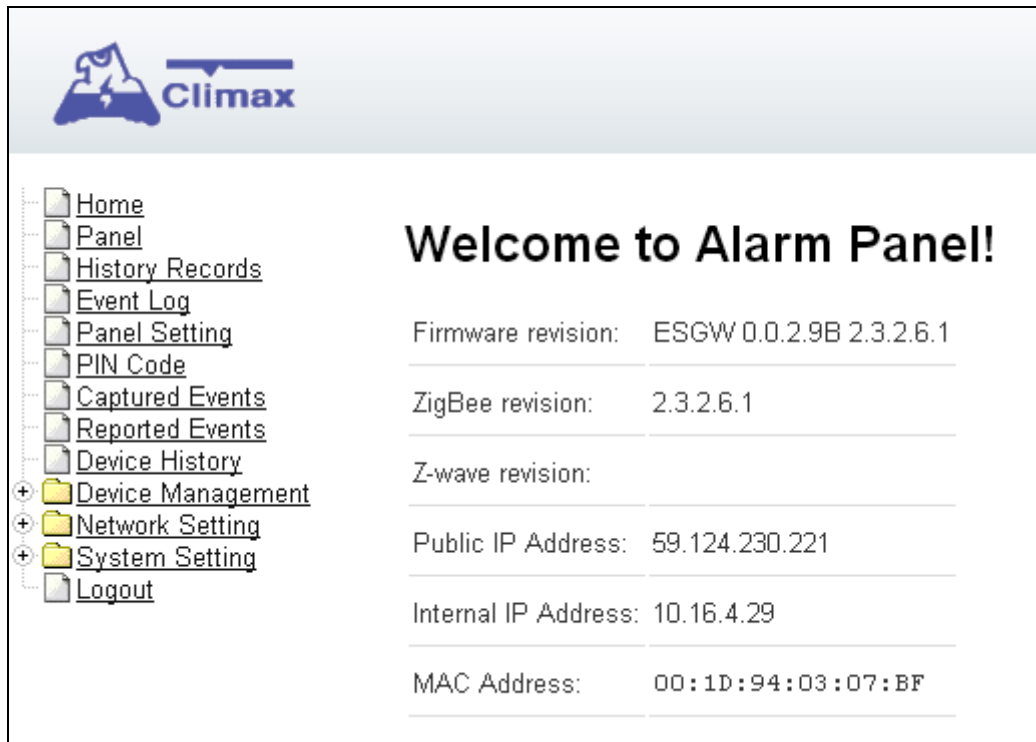 Climax
Home
Panel
History Records
Event Log
Panel Setting
PIN Code
Captured Events
Reported Events
Device History
Device Management
Network Setting
System Setting
Logout
Welcome to Alarm Panel!
Firmware revision: ESGW 0.0.2.9B 2.3.2.6.1
ZigBee revision: 2.3.2.6.1
Z-wave revision:
Public IP Address: 59.124.230.221
Internal IP Address: 10.16.4.29
MAC Address: 00:1D:94:03:07:BF